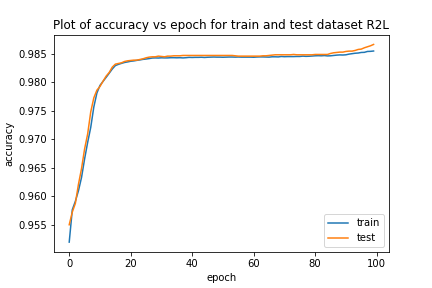 Plot of accuracy vs epoch for train and test dataset R2L
0.985
0.980
0.975
0.970
0.965
0.960
0.955
accuracy
0 20 40 60 80 100
epoch
train
test